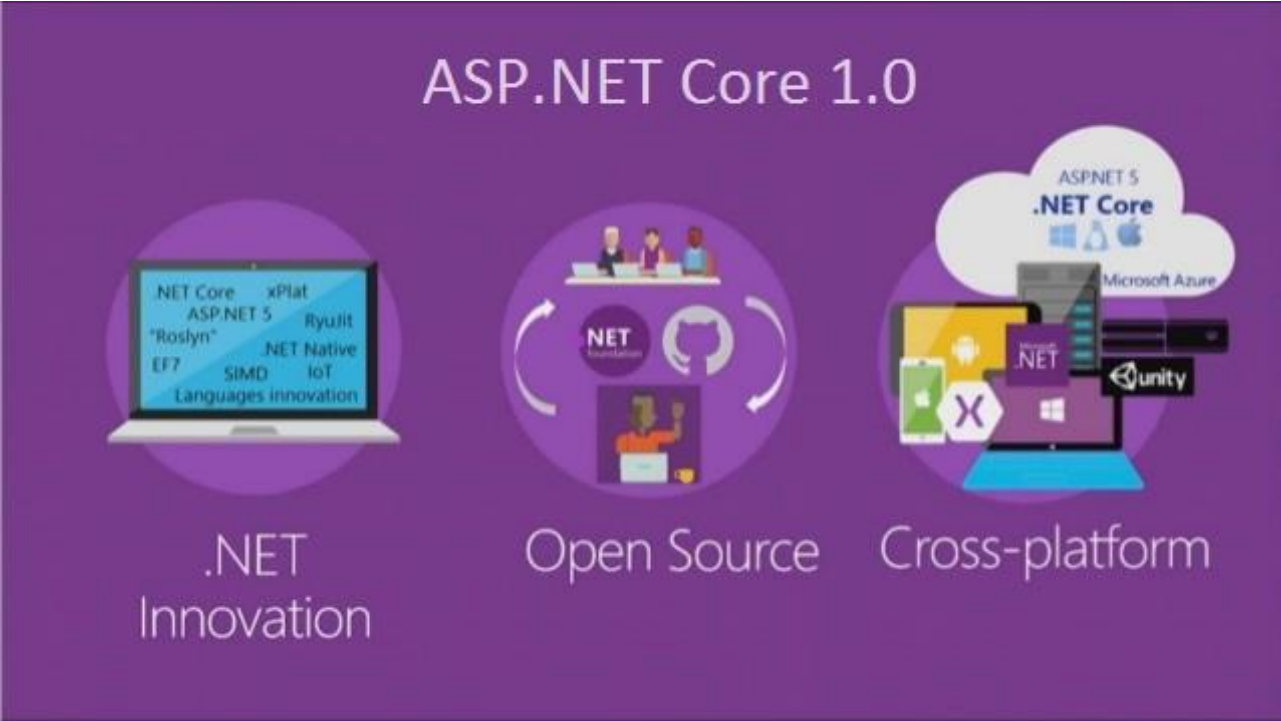 ASP.NET Core 1.0
.NET Core xPlat
ASP.NET 5
RyuJit
"Roslyn"
.NET Native
EF7
SIMD IoT
Languages innovation
.NET
Innovation
NET
foundation
Open Source
ASP.NET 5
.NET Core
Microsoft Azure
Microsoft
.NET
unity
Cross-platform